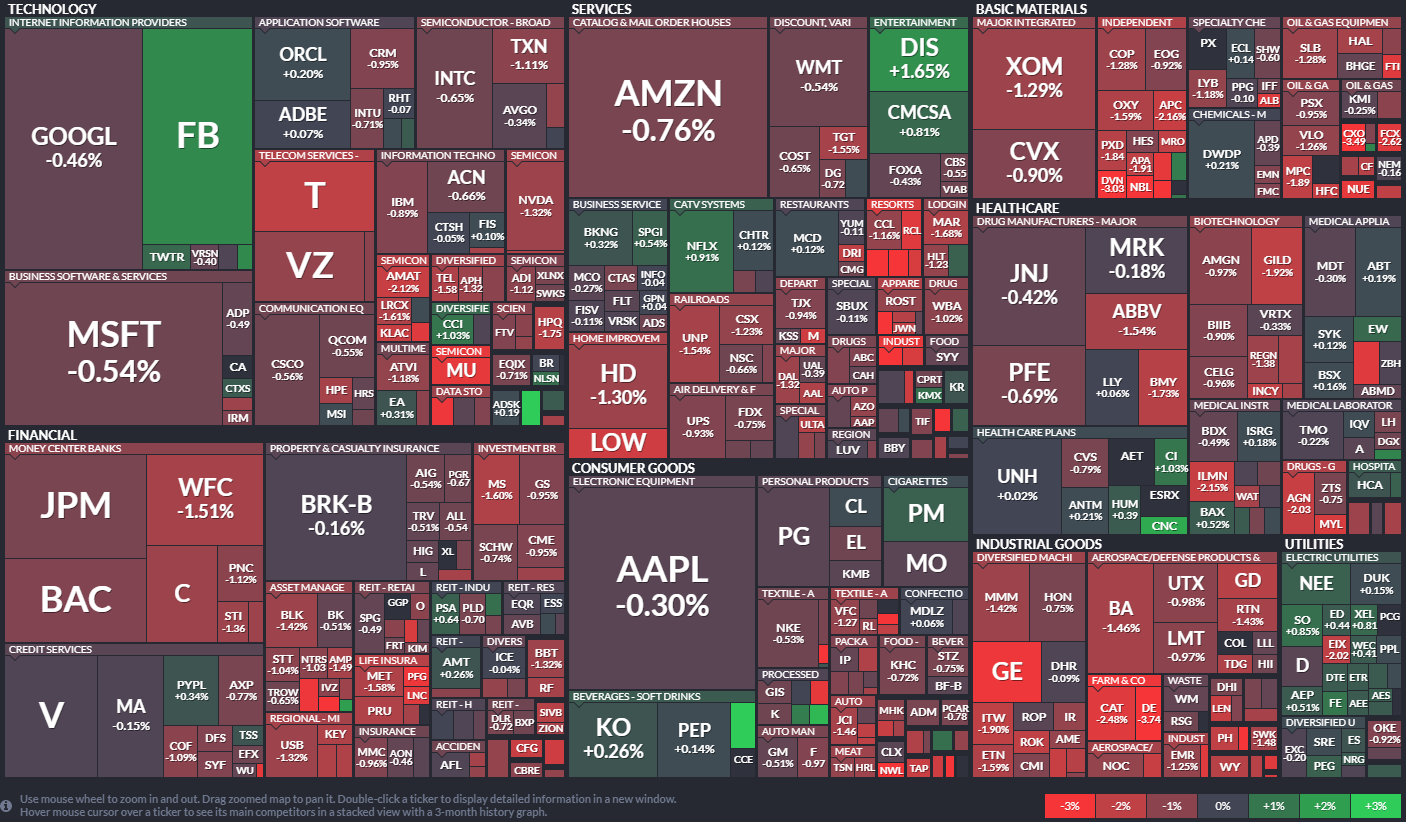 TECHNOLOGY
INTERNET INFORMATION PROVIDERS
GOOGL
-0.46%
FB
TWTR
VRSN
-0.40
APPLICATION SOFTWARE
ORCL
+0.20%
ADBE
+0.07%
CRM
-0.95%
INTU
-0.71%
RHT
-0.07
SEMICONDUCTOR - BROAD
INTC
-0.65%
TXN
-1.11%
AVGO
-0.34%
TELECOM SERVICES -
T
VZ
INFORMATION TECHNO
IBM
-0.89%
ACN
-0.66%
CTSH
-0.05%
FIS
+0.10%
SEMICON
NVDA
-1.32%
BUSINESS SOFTWARE & SERVICES
MSFT
-0.54%
ADP
-0.49
CA
CTXS
IRM
COMMUNICATION EQ
CSCO
-0.56%
QCOM
-0.55%
HPE
HRS
MSI
SEMICON
AMAT
-2.12%
LRCX
-1.61%
KLAC
DIVERSIFIED
TEL
-1.58
APH
-1.32
SEMICON
ADI
-1.12
XLNX
SWKS
DIVERSIFIE
CCI
+1.03%
SCIEN
FTV
HPQ
-1.75
MULTIME
ATVI
-1.18%
EA
+0.31%
SEMICON
MU
EQIX
-0.71%
BR
NLSN
DATA STO
ADSK
+0.19
FINANCIAL
MONEY CENTER BANKS
JPM
WFC
-1.51%
BAC
C
PNC
-1.12%
STI
-1.36
PROPERTY & CASUALTY INSURANCE
BRK-B
-0.16%
AIG
-0.54%
PGR
-0.67
TRV
-0.51%
ALL
-0.54
HIG
XL
L
INVESTMENT BR
MS
-1.60%
GS
-0.95%
SCHW
-0.74%
CME
-0.95%
CREDIT SERVICES
V
MA
-0.15%
PYPL
+0.34%
AXP
-0.77%
COF
-1.09%
DFS
SYF
TSS
EFX
WU
ASSET MANAGE
BLK
-1.42%
BK
-0.51%
STT
-1.04%
NTRS
-1.03
AMP
-1.49
TROW
-0.65%
IVZ
REGIONAL - MI
USB
-1.32%
KEY
REIT - RETAI
SPG
-0.49
GGP
O
FRT
KIM
LIFE INSURA
MET
-1.58%
PFG
LNC
PRU
INSURANCE
MMC
-0.96%
AON
-0.46
REIT - INDU
PSA
+0.64
PLD
-0.70
REIT - RES
EQR
ESS
AVB
REIT -
AMT
+0.26%
DIVERS
ICE
-0.04%
BBT
-1.32%
RF
REIT - H
REIT -
DLR
-0.72
BXP
SIVB
ZION
ACCIDEN
AFL
CFG
CBRE
SERVICES
CATALOG & MAIL ORDER HOUSES
AMZN
-0.76%
DISCOUNT, VARI
WMT
-0.54%
COST
-0.65%
TGT
-1.55%
DG
-0.72
ENTERTAINMENT
DIS
+1.65%
CMCSA
+0.81%
FOXA
-0.43%
CBS
-0.55
VIAB
BUSINESS SERVICE
BKNG
+0.32%
SPGI
+0.54%
MCO
-0.27%
CTAS
INFO
-0.04
FISV
-0.11%
FLT
GPN
+0.04
VRSK
ADS
CATV SYSTEMS
NFLX
+0.91%
CHTR
+0.12%
RESTAURANTS
MCD
+0.12%
YUM
-0.11
DRI
CMG
RESORTS
CCL
-1.16%
RCL
LODGIN
MAR
-1.68%
HLT
-1.23
RAILROADS
UNP
-1.54%
CSX
-1.23%
NSC
-0.66%
HOME IMPROVEM
HD
-1.30%
LOW
AIR DELIVERY & F
UPS
-0.93%
FDX
-0.75%
DEPART
TJX
-0.94%
KSS
M
SPECIAL
SBUX
-0.11%
APPARE
ROST
JWN
DRUG
WBA
-1.02%
MAJOR
DAL
-1.32
UAL
-0.39
AAL
DRUGS
ABC
CAH
INDUST
FOOD
SYY
SPECIAL
ULTA
AUTO P
AZO
AAP
CPRT
KMX
KR
REGION
LUV
TIF
BBY
CONSUMER GOODS
ELECTRONIC EQUIPMENT
AAPL
-0.30%
PERSONAL PRODUCTS
PG
CL
EL
KMB
CIGARETTES
PM
MO
TEXTILE - A
NKE
-0.53%
TEXTILE - A
VFC
-1.27
RL
CONFECTIO
MDLZ
+0.06%
PACKA
IP
FOOD -
KHC
-0.72%
BEVER
STZ
-0.75%
BF-B
PROCESSED
GIS
K
BEVERAGES - SOFT DRINKS
KO
+0.26%
PEP
+0.14%
CCE
AUTO
JCI
-1.46
MHK
ADM
PCAR
-0.78
AUTO MAN
GM
-0.51%
F
-0.97
MEAT
TSN
HRL
CLX
NWL
TAP
BASIC MATERIALS
MAJOR INTEGRATED
XOM
-1.29%
CVX
-0.90%
INDEPENDENT
COP
-1.28%
EOG
-0.92%
OXY
-1.59%
APC
-2.16%
PXD
-1.84
HES
MRO
APA
-1.91
DVN
-3.03
NBL
SPECIALTY CHE
PX
ECL
+0.14
SHW
-0.60
LYB
-1.18%
PPG
-0.10
IFF
ALB
CHEMICALS - M
DWDP
+0.21%
APD
-0.39
EMN
FMC
OIL & GAS EQUIPMEN
SLB
-1.28%
HAL
BHGE
FTI
OIL & GA
PSX
-0.95%
VLO
-1.26%
MPC
-1.89
HFC
OIL & GAS
KMI
-0.25%
CXO
-3.49
FCX
-2.62
CF
NEM
-0.16
NUE
HEALTHCARE
DRUG MANUFACTURERS - MAJOR
JNJ
-0.42%
MRK
-0.18%
PFE
-0.69%
ABBV
-1.54%
LLY
+0.06%
BMY
-1.73%
BIOTECHNOLOGY
AMGN
-0.97%
GILD
-1.92%
BIIB
-0.90%
VRTX
-0.33%
CELG
-0.96%
REGN
-1.38
INCY
MEDICAL APPLIA
MDT
-0.30%
ABT
+0.19%
SYK
+0.12%
EW
BSX
+0.16%
ZBH
ABMD
HEALTH CARE PLANS
UNH
+0.02%
CVS
-0.79%
AET
CI
+1.03%
ANTM
+0.21%
HUM
+0.39
ESRX
CNC
MEDICAL INSTR
BDX
-0.49%
ISRG
+0.18%
ILMN
-2.15%
WAT
BAX
+0.52%
MEDICAL LABORATOR
TMO
-0.22%
IQV
LH
A
DGX
DRUGS - G
AGN
-2.03
ZTS
-0.75
MYL
HOSPITA
HCA
INDUSTRIAL GOODS
DIVERSIFIED MACHI
MMM
-1.42%
HON
-0.75%
GE
DHR
-0.09%
ITW
-1.90%
ROP
IR
ROK
AME
ETN
-1.59%
CMI
AEROSPACE/DEFENSE PRODUCTS &
BA
-1.46%
UTX
-0.98%
GD
LMT
-0.97%
RTN
-1.43%
COL
LLL
TDG
HII
FARM & CO
CAT
-2.48%
DE
-3.74
WASTE
WM
RSG
DHI
LEN
AEROSPACE/
NOC
INDUST
EMR
-1.25%
PH
SWK
-1.48
WY
UTILITIES
ELECTRIC UTILITIES
NEE
DUK
+0.15%
SO
+0.85%
ED
+0.44
XEL
+0.81
PCG
D
EIX
-2.02
WEC
+0.41
PPL
DTE
ETR
AEP
+0.51%
FE
AEE
AES
DIVERSIFIED U
EXC
-0.20
SRE
ES
OKE
-0.92%
PEG
NRG
Use mouse wheel to zoom in and out. Drag zoomed map to pan it. Double-click a ticker to display detailed information in a new window.
Hover mouse cursor over a ticker to see its main competitors in a stacked view with a 3-month history graph.
-3%
-2%
-1%
0%
+1%
+2%
+3%